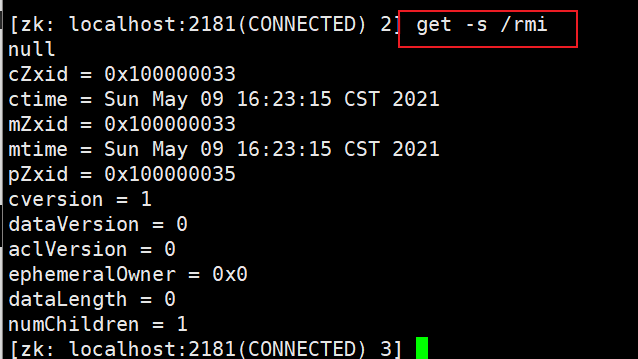 [zk: localhost:2181(CONNECTED) 2] get -s /rmi
null
cZxid = 0x100000033
ctime = Sun May 09 16:23:15 CST 2021
mZxid = 0x100000033
mtime = Sun May 09 16:23:15 CST 2021
pZxid = 0x100000035
cversion = 1
dataVersion = 0
aclVersion = 0
ephemeralOwner = 0x0
dataLength = 0
numChildren = 1
[zk: localhost:2181(CONNECTED) 3]